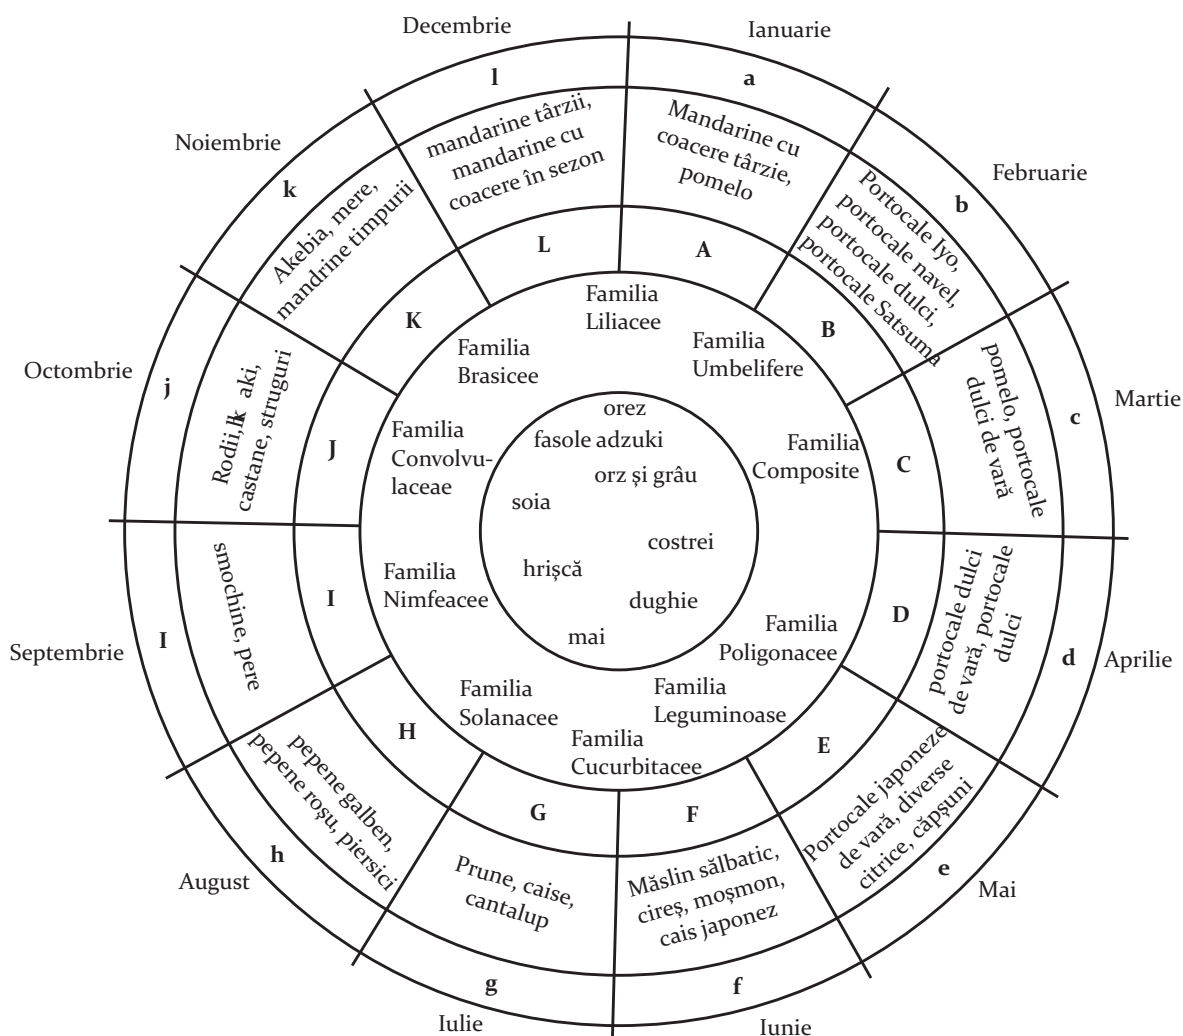 Decembrie
Ianuarie
l
a
Noiembrie
Februarie
mandarine târzii,
mandarine cu
coacere în sezon
Mandarine cu
coacere târzie,
pomelo
k
b
Akebia, mere,
mandrine timpurii
Portocale Iyo,
portocale navel,
portocale dulci,
portocale Satsuma
L
A
K
B
Familia
Liliacee
Familia
Brasicee
Familia
Umbelifere
Octombrie
Martie
j
c
Rodii, aki,
castane, struguri
pomelo, portocale
dulci de vară
J
C
Familia
Convolvu-
laceae
Familia
Composite
orez
fasole adzuki
orz și grâu
soia
costrei
hrișcă
dughie
mai
Familia
Nimfeacee
Familia
Poligonacee
I
D
smochine, pere
portocale dulci
de vară, portocale
dulci
Septembrie
I
d
Aprilie
Familia
Solanacee
Familia
Leguminoase
Familia
Cucurbitacee
H
E
G
F
pepene galben,
pepene roșu, piersici
Portocale japoneze
de vară, diverse
citrice, căpșuni
Prune, caise,
cantalup
Măslin sălbatic,
cireș, moșmon,
cais japonez
h
e
August
Mai
g
f
Iulie
Iunie